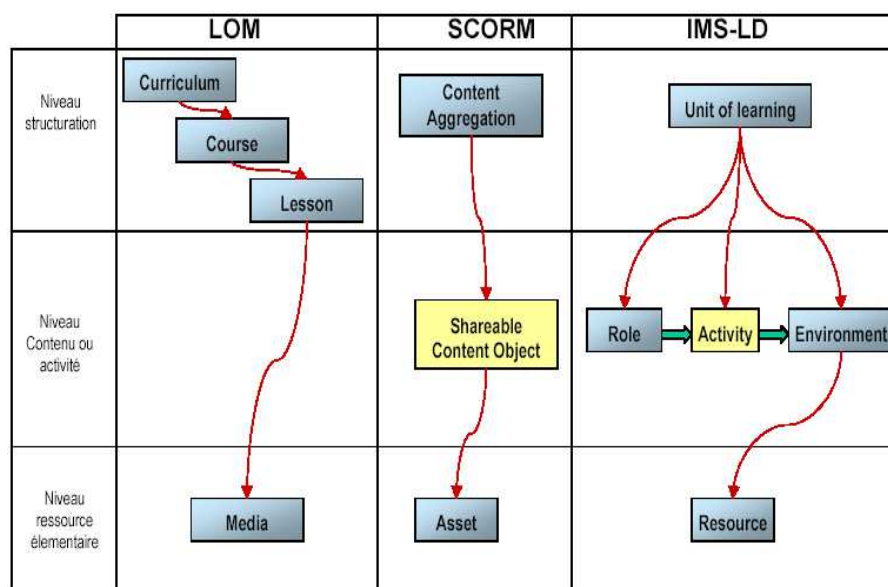 LOM
SCORM
IMS-LD
Niveau
structuration
Curriculum
Course
Lesson
Content
Aggregation
Unit of learning
Niveau
Contenu ou
activité
Shareable
Content Object
Role
Activity
Environment
Niveau
ressource
élementaire
Media
Asset
Resource